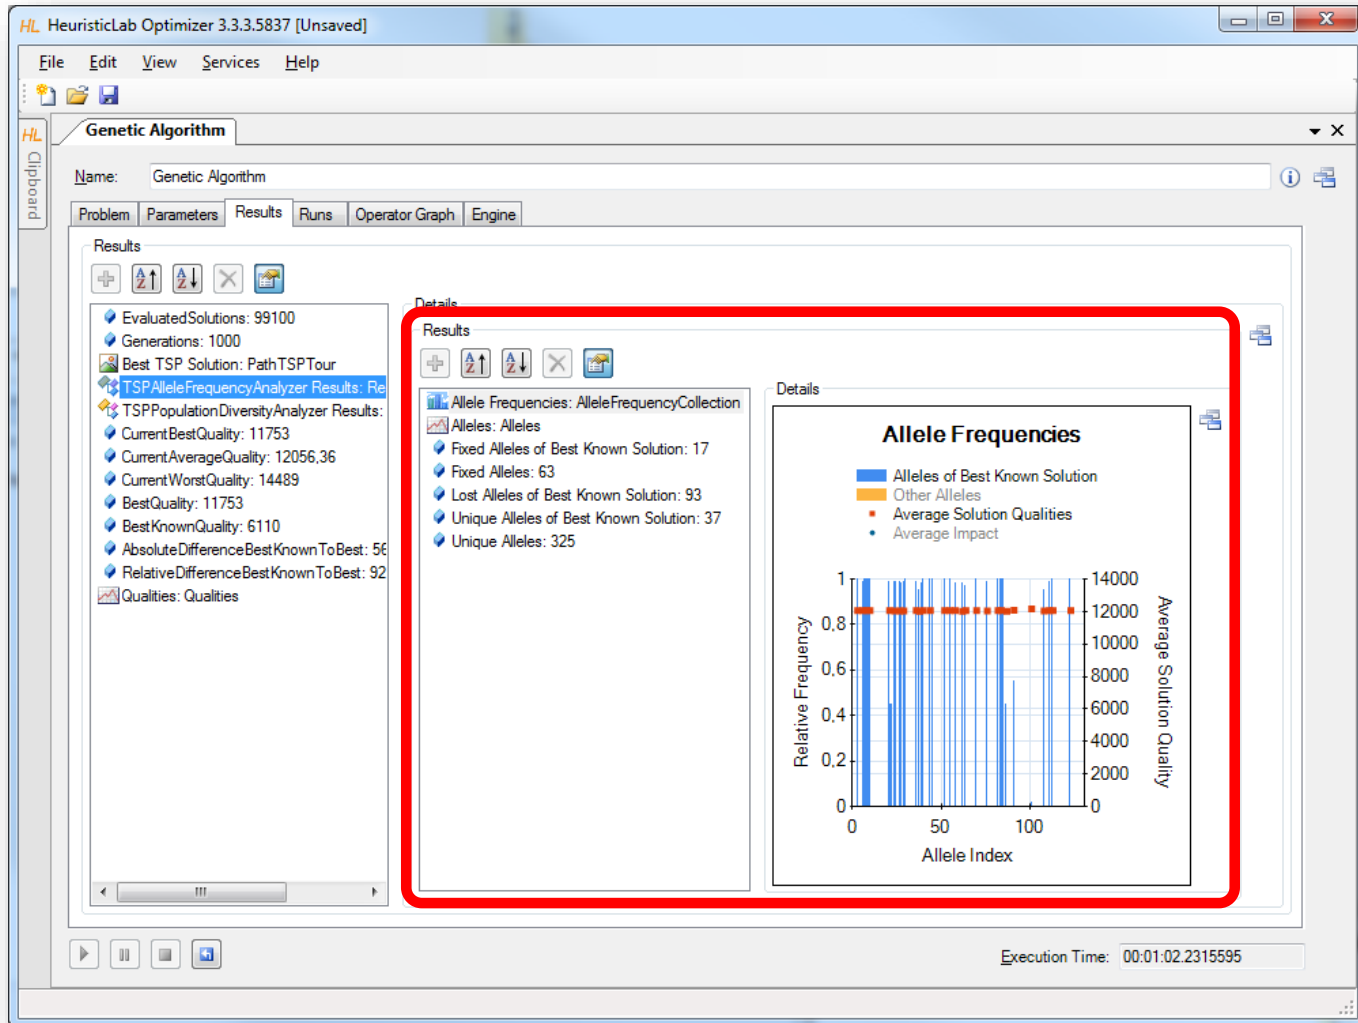 HL HeuristicLab Optimizer 3.3.3.5837 [Unsaved]
File Edit View Services Help
HL Clipboard
Genetic Algorithm
Name: Genetic Algorithm
Problem Parameters Results Runs Operator Graph Engine
Results
EvaluatedSolutions: 99100
Generations: 1000
Best TSP Solution: PathTSPTour
TSPAlleleFrequencyAnalyzer Results: Re
TSPPopulationDiversityAnalyzer Results:
CurrentBestQuality: 11753
CurrentAverageQuality: 12056,36
CurrentWorstQuality: 14489
BestQuality: 11753
BestKnownQuality: 6110
AbsoluteDifferenceBestKnownToBest: 56
RelativeDifferenceBestKnownToBest: 92
Qualities: Qualities
Details
Results
Allele Frequencies: AlleleFrequencyCollection
Alleles: Alleles
Fixed Alleles of Best Known Solution: 17
Fixed Alleles: 63
Lost Alleles of Best Known Solution: 93
Unique Alleles of Best Known Solution: 37
Unique Alleles: 325
Details
Allele Frequencies
Alleles of Best Known Solution
Other Alleles
Average Solution Qualities
Average Impact
Relative Frequency
1
0,8
0,6
0,4
0,2
0
14000
12000
10000
8000
6000
4000
2000
0
Average Solution Quality
0 50 100
Allele Index
Execution Time: 00:01:02.2315595